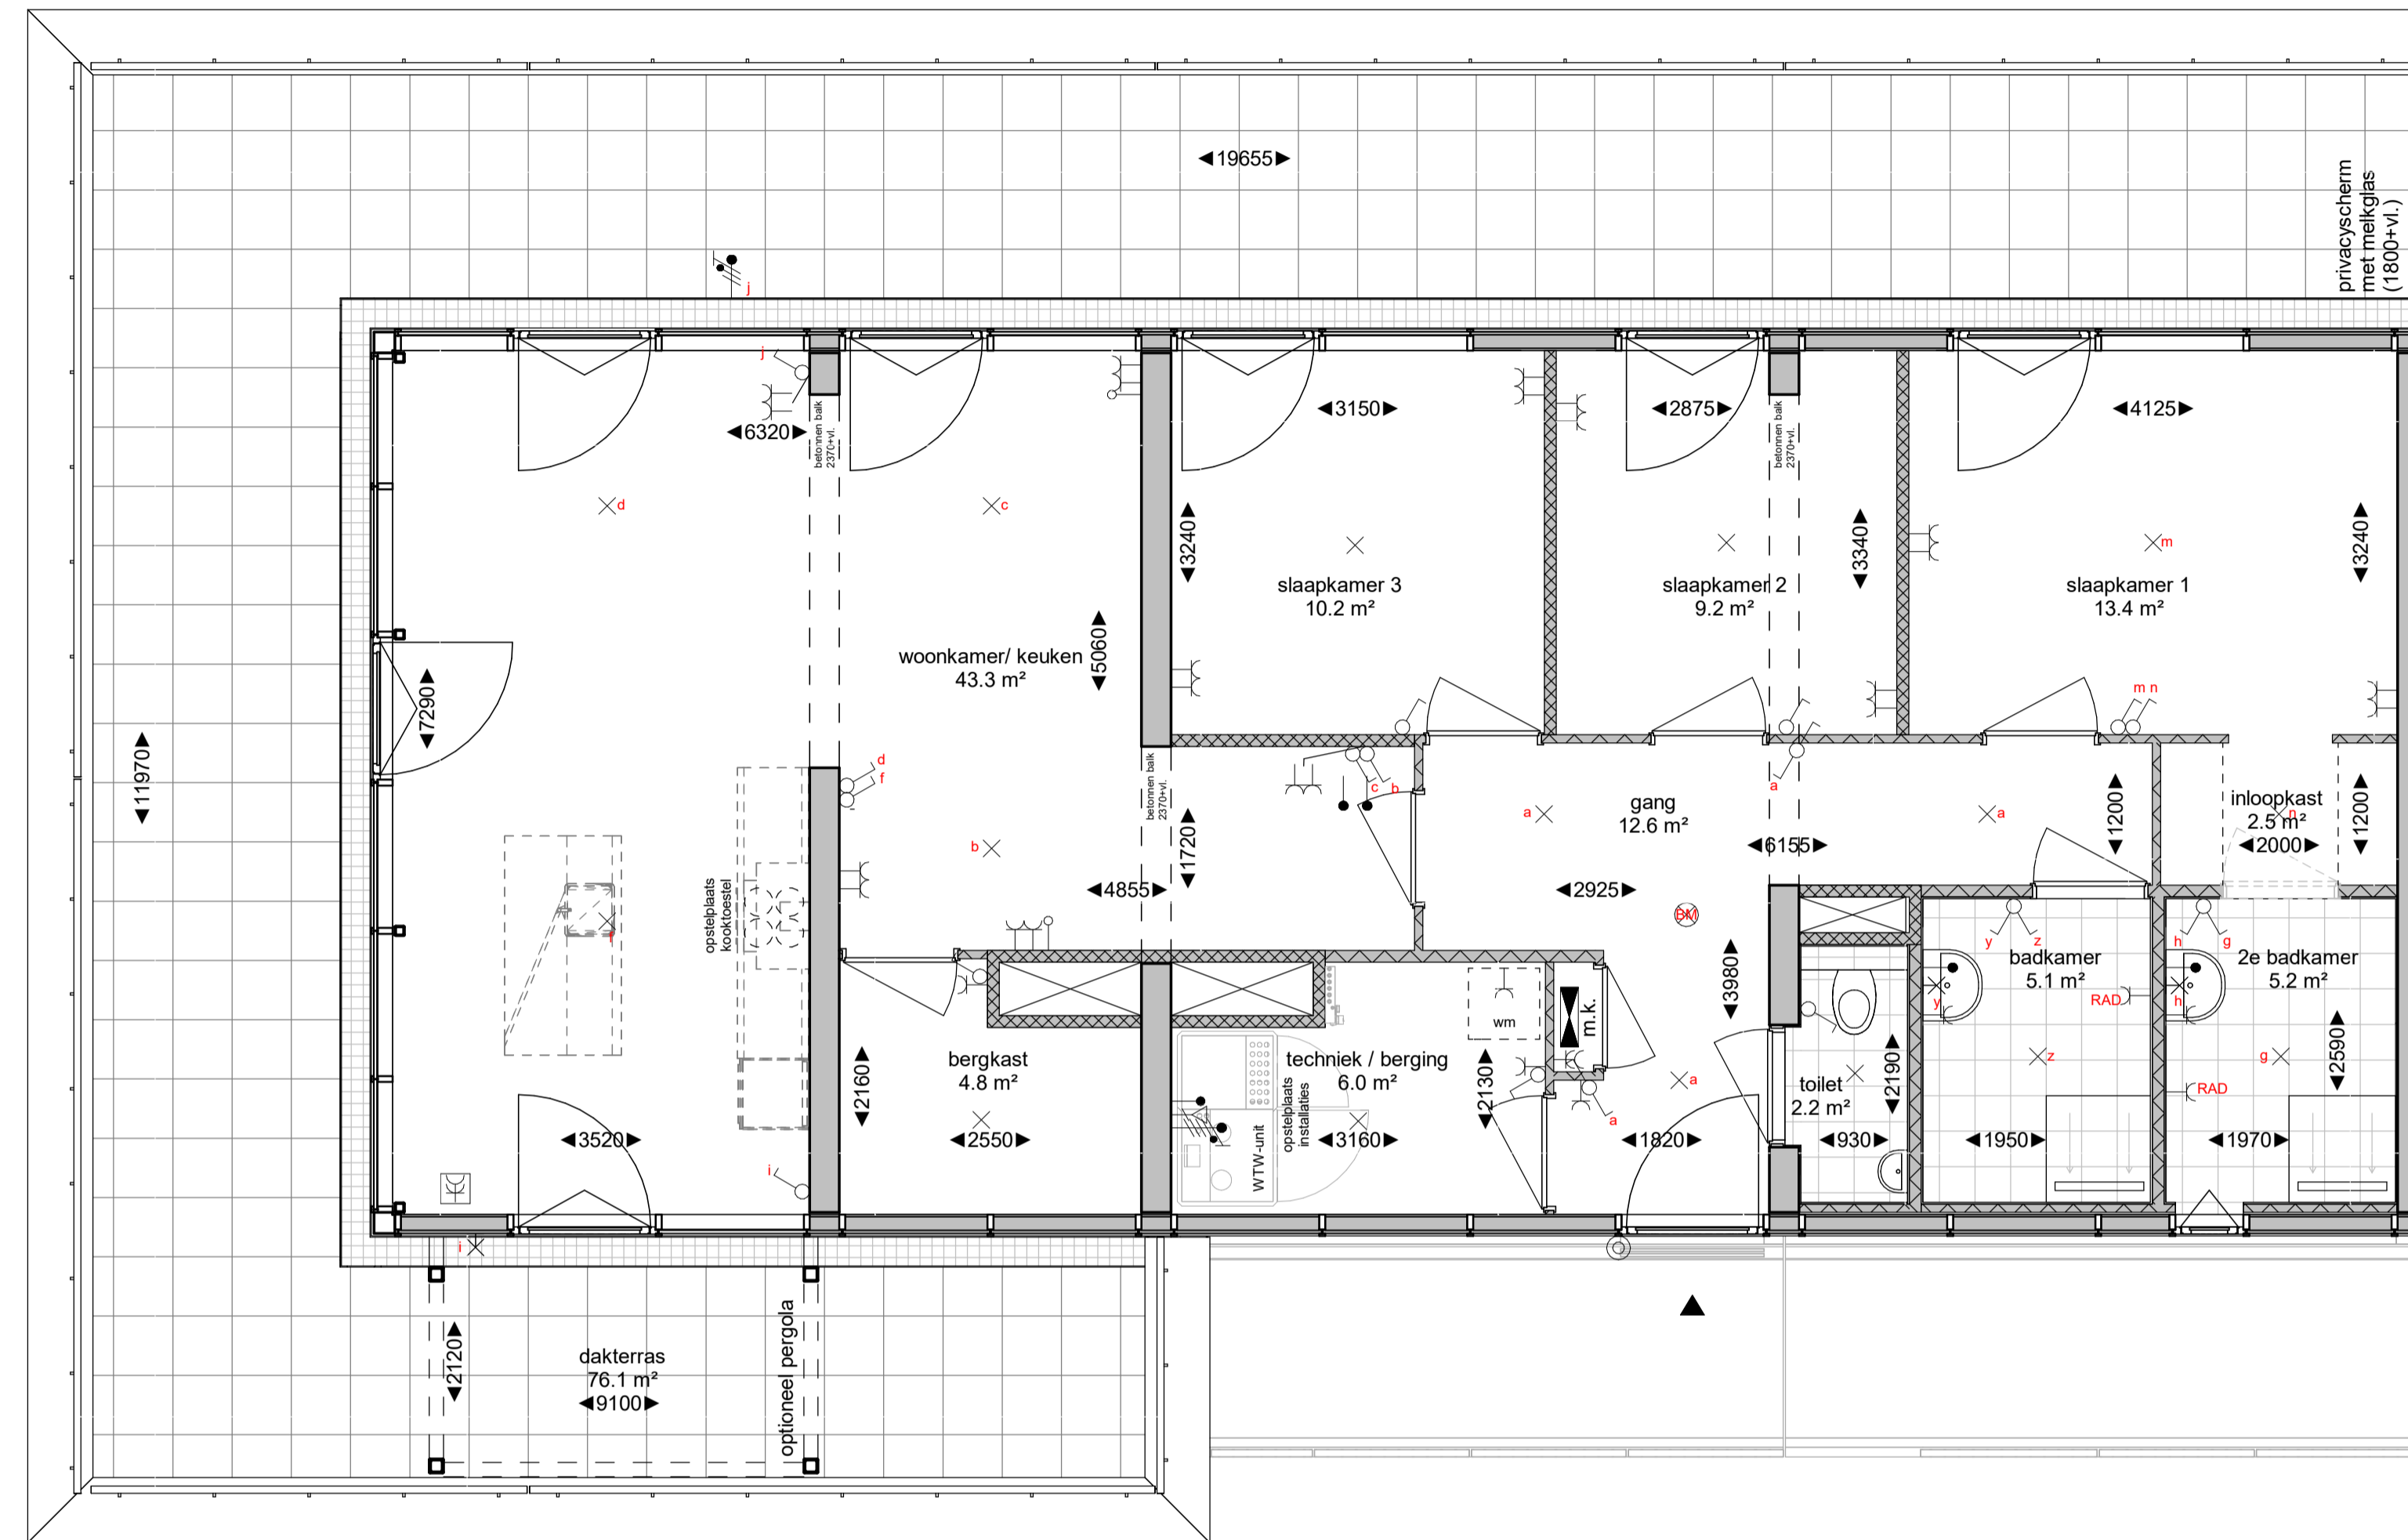 ◄19655►
privacyscherm
met melkglas
(1800+vl.)
j
j
◄6320►
betonnen balk
2370+vl.
◄3150►
◄2875►
betonnen balk
2370+vl.
◄4125►
d
c
m
◄3240►
◄3340►
◄3240►
slaapkamer 3
10.2 m²
slaapkamer 2
9.2 m²
slaapkamer 1
13.4 m²
woonkamer/ keuken
43.3 m²
◄5060►
◄7290►
◄11970►
m n
d
f
c b
a
betonnen balk
2370+vl.
◄1720►
a
gang
12.6 m²
a
◄1200►
inloopkast
2.5 m²
n
◄2000►
◄1200►
b
◄6155►
◄4855►
◄2925►
opstelplaats
kooktoestel
f
BM
y z
h g
badkamer
5.1 m²
2e badkamer
5.2 m²
◄3980►
RAD
y
h
wm
m.k.
bergkast
4.8 m²
techniek / berging
6.0 m²
◄2160►
opstelplaats
installaties
WTW-unit
◄2130►
a
a
toilet
2.2 m²
◄2190►
z
g
RAD
◄2590►
◄3520►
◄2550►
◄3160►
◄1820►
◄930►
◄1950►
◄1970►
i
i
optioneel pergola
◄2120►
dakterras
76.1 m²
◄9100►